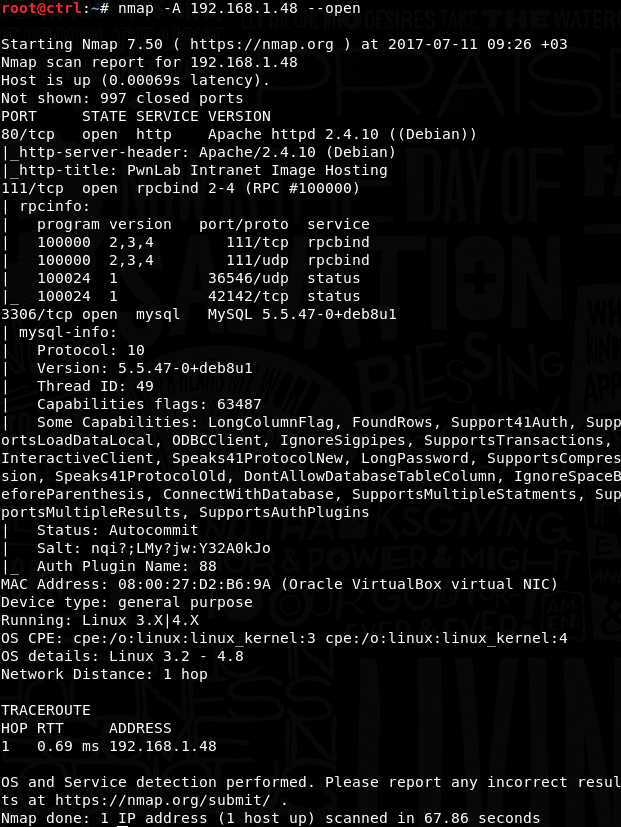 root@ctrl:~# nmap -A 192.168.1.48 --open
Starting Nmap 7.50 ( https://nmap.org ) at 2017-07-11 09:26 +03
Nmap scan report for 192.168.1.48
Host is up (0.00069s latency).
Not shown: 997 closed ports
PORT     STATE SERVICE VERSION
80/tcp   open  http    Apache httpd 2.4.10 ((Debian))
|_http-server-header: Apache/2.4.10 (Debian)
|_http-title: PwnLab Intranet Image Hosting
111/tcp  open  rpcbind 2-4 (RPC #100000)
| rpcinfo:
|   program version   port/proto  service
|   100000  2,3,4        111/tcp  rpcbind
|   100000  2,3,4        111/udp  rpcbind
|   100024  1          36546/udp  status
|_  100024  1          42142/tcp  status
3306/tcp open  mysql   MySQL 5.5.47-0+deb8u1
| mysql-info:
|   Protocol: 10
|   Version: 5.5.47-0+deb8u1
|   Thread ID: 49
|   Capabilities flags: 63487
|   Some Capabilities: LongColumnFlag, FoundRows, Support41Auth, Supp
ortsLoadDataLocal, ODBCClient, IgnoreSigpipes, SupportsTransactions,
InteractiveClient, Speaks41ProtocolNew, LongPassword, SupportsCompres
sion, Speaks41ProtocolOld, DontAllowDatabaseTableColumn, IgnoreSpaceB
eforeParenthesis, ConnectWithDatabase, SupportsMultipleStatments, Sup
portsMultipleResults, SupportsAuthPlugins
|   Status: Autocommit
|   Salt: nqi?;LMy?jw:Y32A0kJo
|_  Auth Plugin Name: 88
MAC Address: 08:00:27:D2:B6:9A (Oracle VirtualBox virtual NIC)
Device type: general purpose
Running: Linux 3.X|4.X
OS CPE: cpe:/o:linux:linux_kernel:3 cpe:/o:linux:linux_kernel:4
OS details: Linux 3.2 - 4.8
Network Distance: 1 hop
TRACEROUTE
HOP RTT     ADDRESS
1   0.69 ms 192.168.1.48
OS and Service detection performed. Please report any incorrect resul
ts at https://nmap.org/submit/ .
Nmap done: 1 IP address (1 host up) scanned in 67.86 seconds